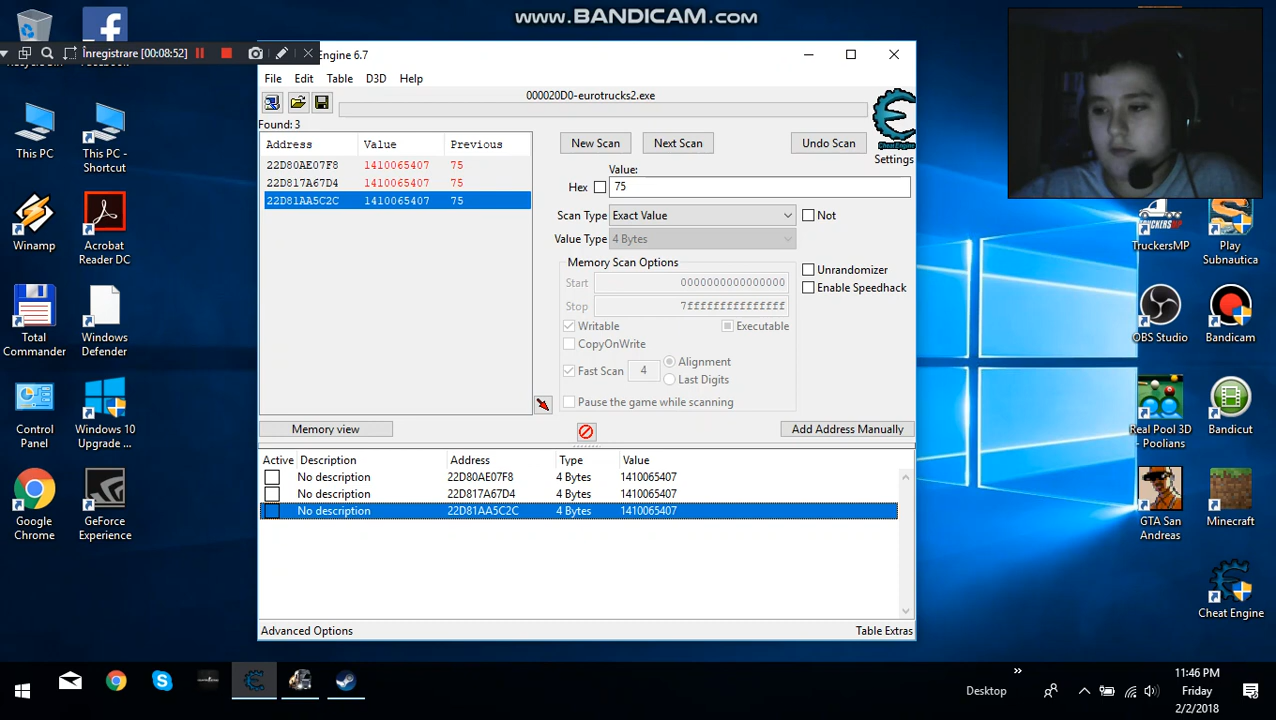 www.BANDICAM.com
Înregistrare [00:08:52]
Engine 6.7
File Edit Table D3D Help
000020D0-eurotrucks2.exe
Found: 3
Address Value Previous
22D80AE07F8 1410065407 75
22D817A67D4 1410065407 75
22D81AA5C2C 1410065407 75
New Scan Next Scan Undo Scan
Settings
Value:
Hex 75
Scan Type Exact Value Not
Value Type 4 Bytes
Memory Scan Options
Start 0000000000000000
Stop 7fffffffffffffff
Unrandomizer
Enable Speedhack
Writable Executable
CopyOnWrite
Fast Scan 4 Alignment
Last Digits
Pause the game while scanning
Memory view
Add Address Manually
Active Description Address Type Value
No description 22D80AE07F8 4 Bytes 1410065407
No description 22D817A67D4 4 Bytes 1410065407
No description 22D81AA5C2C 4 Bytes 1410065407
Advanced Options Table Extras
This PC
This PC -
Shortcut
Winamp
Acrobat
Reader DC
Total
Commander
Windows
Defender
Control
Panel
Windows 10
Upgrade ...
Google
Chrome
GeForce
Experience
TruckersMP
Play
Subnautica
OBS Studio
Bandicam
Real Pool 3D
- Poolians
Bandicut
GTA San
Andreas
Minecraft
Cheat Engine
Desktop
»
11:46 PM
Friday
2/2/2018